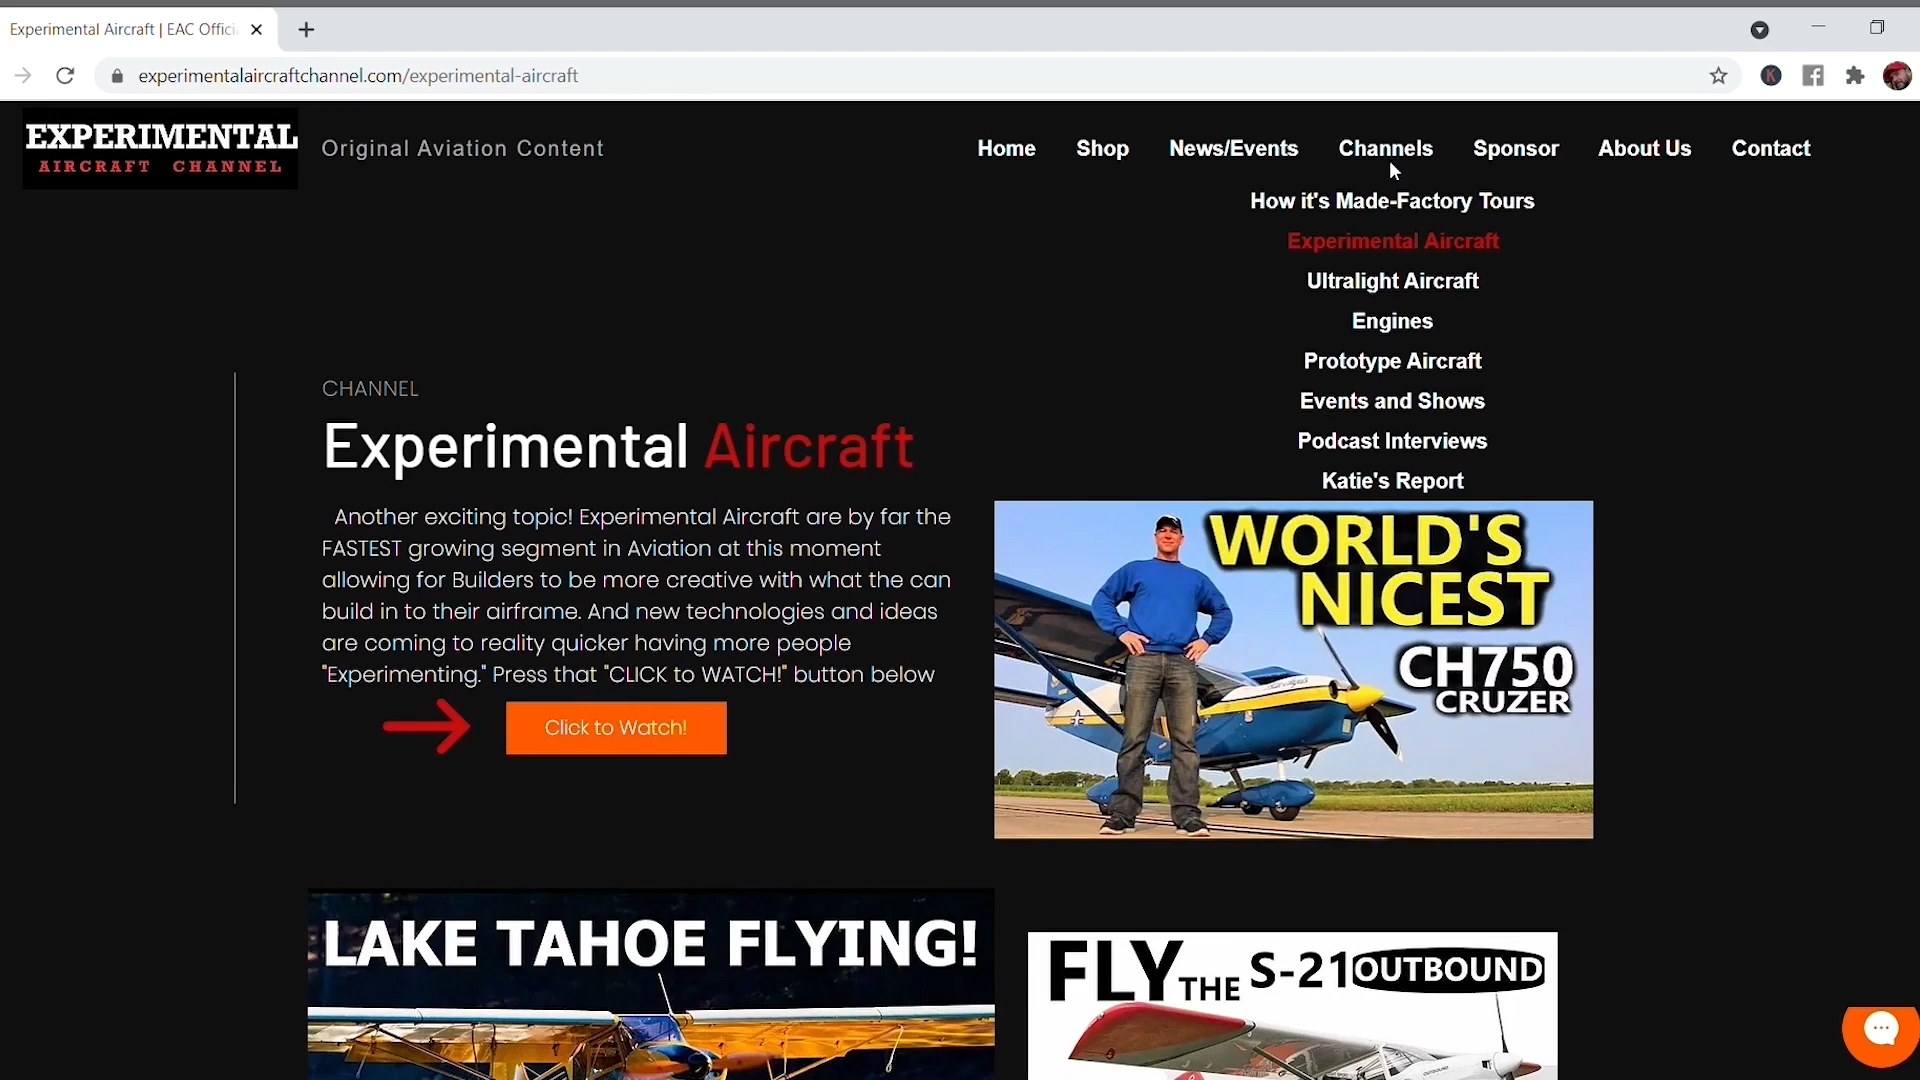 Experimental Aircraft | EAC Offici
experimentalaircraftchannel.com/experimental-aircraft
K
EXPERIMENTAL
AIRCRAFT CHANNEL
Original Aviation Content
Home
Shop
News/Events
Channels
Sponsor
About Us
Contact
How it's Made-Factory Tours
Experimental Aircraft
Ultralight Aircraft
Engines
Prototype Aircraft
Events and Shows
Podcast Interviews
Katie's Report
CHANNEL
Experimental Aircraft
Another exciting topic! Experimental Aircraft are by far the
FASTEST growing segment in Aviation at this moment
allowing for Builders to be more creative with what the can
build in to their airframe. And new technologies and ideas
are coming to reality quicker having more people
"Experimenting." Press that "CLICK to WATCH!" button below
Click to Watch!
WORLD'S
NICEST
CH750
CRUZER
LAKE TAHOE FLYING!
FLY THE S-21 OUTBOUND
OUTBOUND